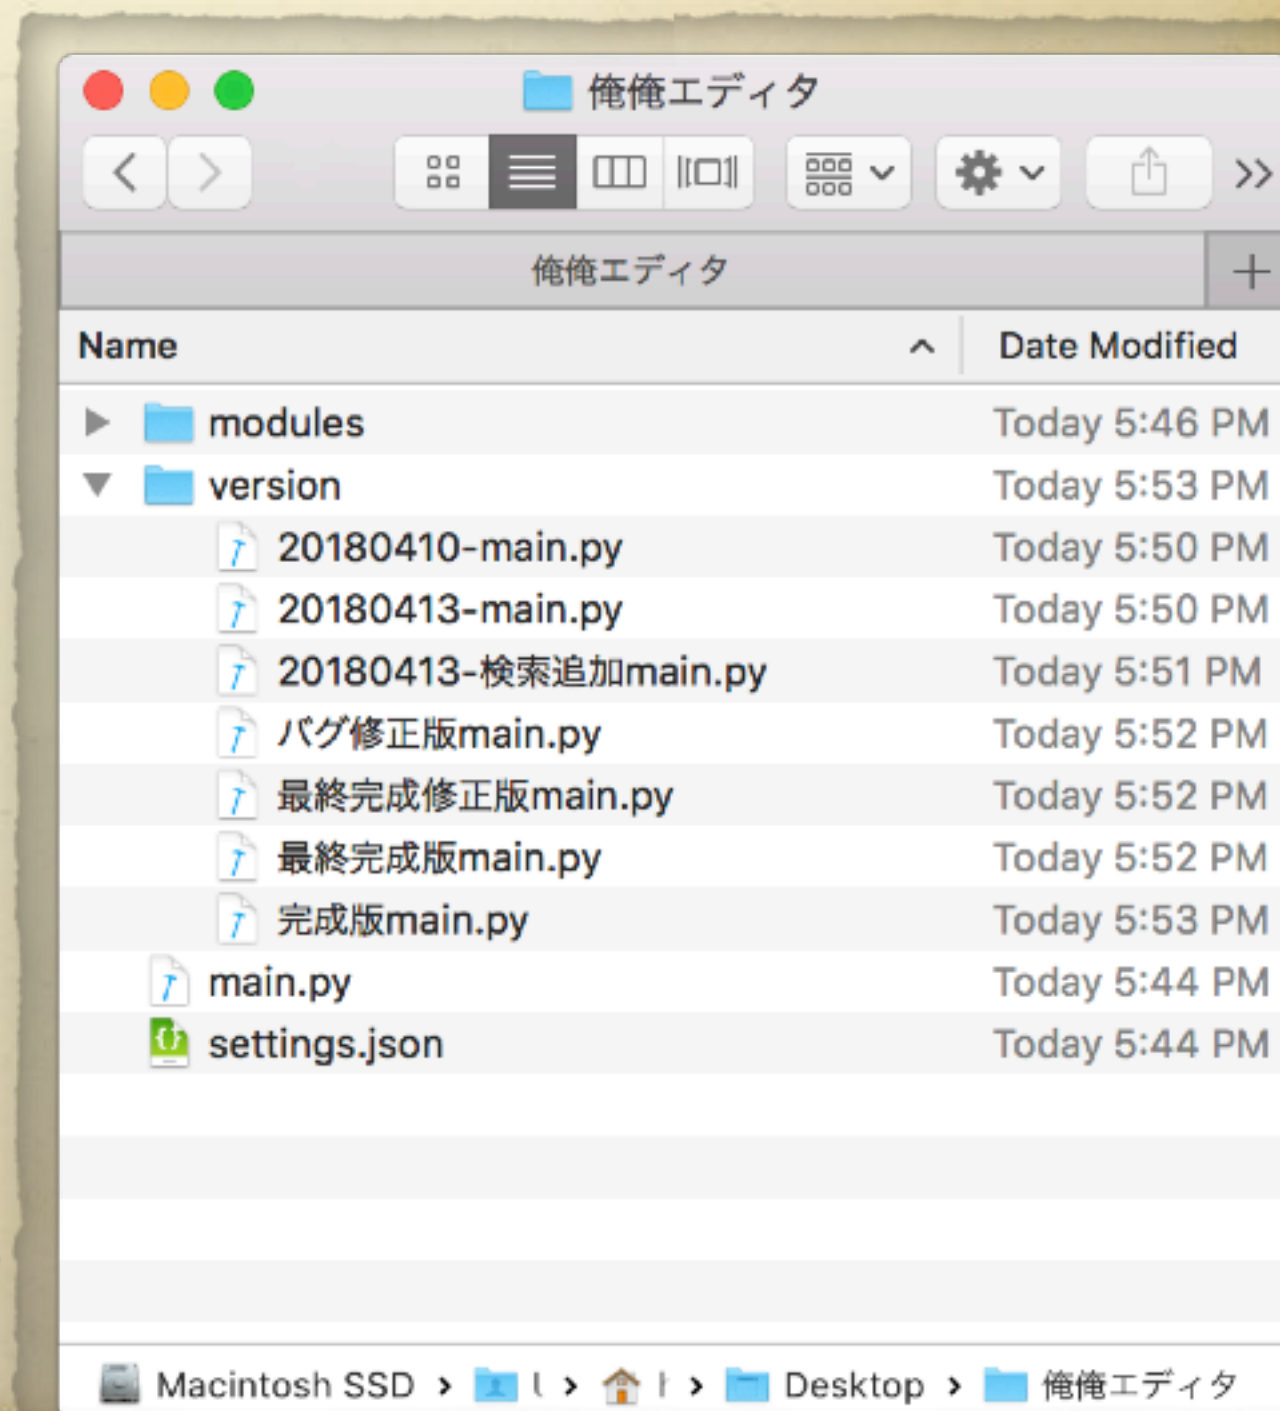 俺俺エディタ
俺俺エディタ
Name Date Modified
modules Today 5:46 PM
version Today 5:53 PM
20180410-main.py Today 5:50 PM
20180413-main.py Today 5:50 PM
20180413-検索追加main.py Today 5:51 PM
バグ修正版main.py Today 5:52 PM
最終完成修正版main.py Today 5:52 PM
最終完成版main.py Today 5:52 PM
完成版main.py Today 5:53 PM
main.py Today 5:44 PM
settings.json Today 5:44 PM
Macintosh SSD › › › Desktop › 俺俺エディタ